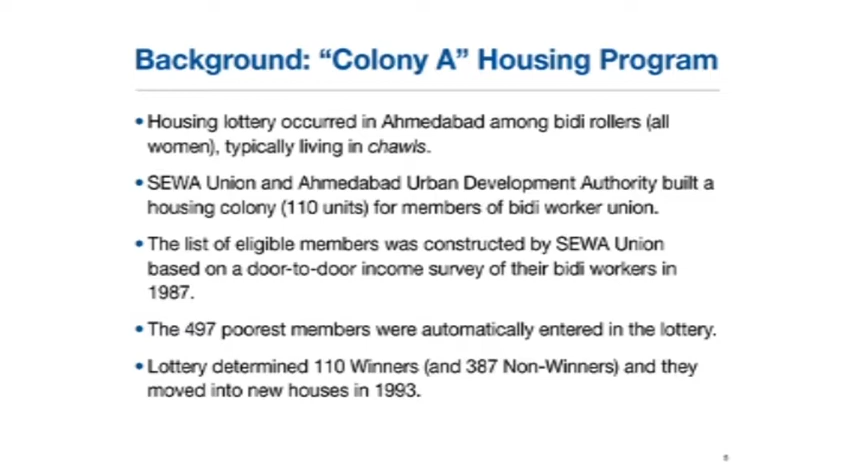 Background: “Colony A” Housing Program
• Housing lottery occurred in Ahmedabad among bidi rollers (all
women), typically living in chawls.
• SEWA Union and Ahmedabad Urban Development Authority built a
housing colony (110 units) for members of bidi worker union.
• The list of eligible members was constructed by SEWA Union
based on a door-to-door income survey of their bidi workers in
1987.
• The 497 poorest members were automatically entered in the lottery.
• Lottery determined 110 Winners (and 387 Non-Winners) and they
moved into new houses in 1993.